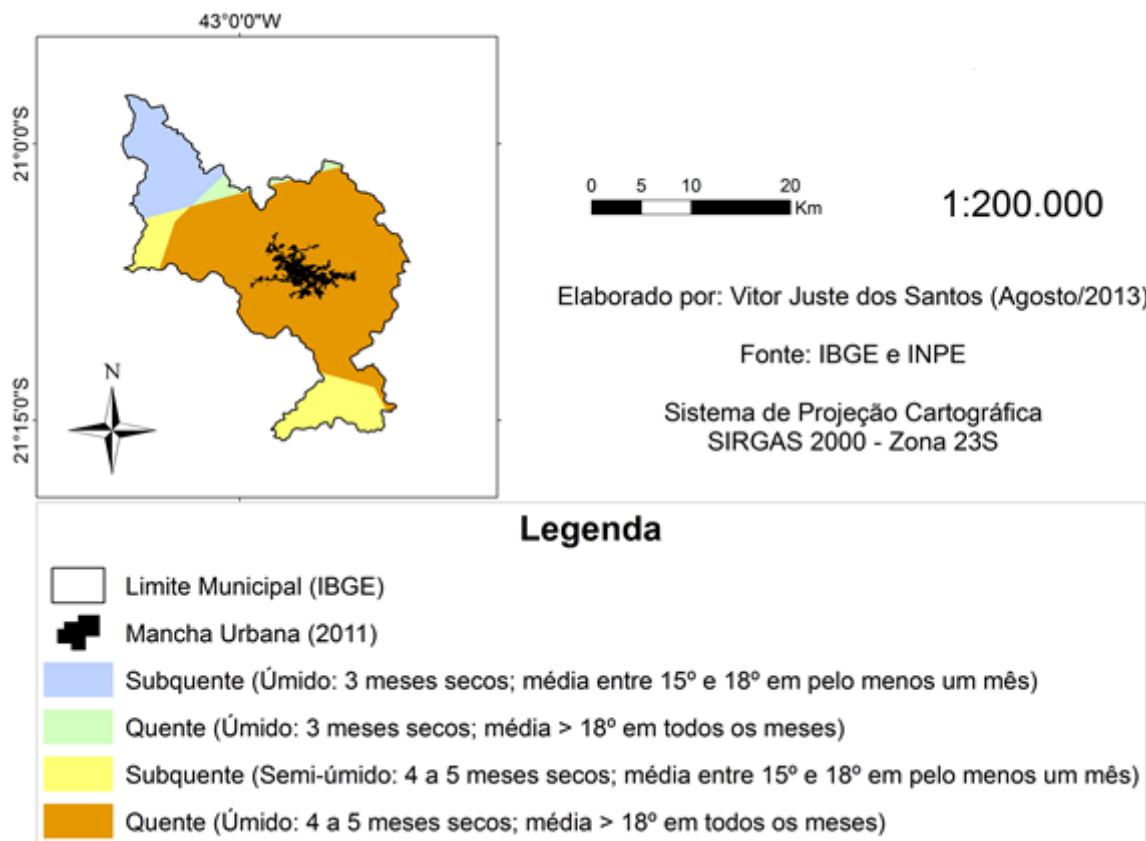 43°0'0"W
21°0'0"S
21°15'0"S
N
0 5 10 20
Km
1:200.000
Elaborado por: Vitor Juste dos Santos (Agosto/2013)
Fonte: IBGE e INPE
Sistema de Projeção Cartográfica
SIRGAS 2000 - Zona 23S
Legenda
Limite Municipal (IBGE)
Mancha Urbana (2011)
Subquente (Úmido: 3 meses secos; média entre 15º e 18º em pelo menos um mês)
Quente (Úmido: 3 meses secos; média > 18º em todos os meses)
Subquente (Semi-úmido: 4 a 5 meses secos; média entre 15º e 18º em pelo menos um mês)
Quente (Úmido: 4 a 5 meses secos; média > 18º em todos os meses)